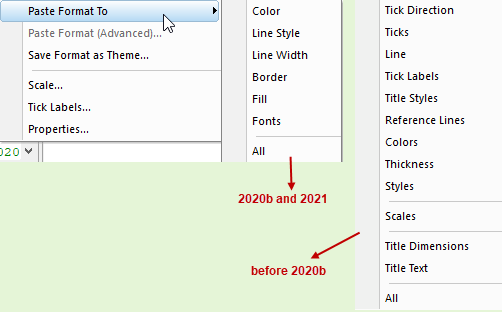 Paste Format To
Paste Format (Advanced)...
Save Format as Theme...
Scale...
Tick Labels...
Properties...
020
Color
Line Style
Line Width
Border
Fill
Fonts
All
2020b and 2021
before 2020b
Tick Direction
Ticks
Line
Tick Labels
Title Styles
Reference Lines
Colors
Thickness
Styles
Scales
Title Dimensions
Title Text
All